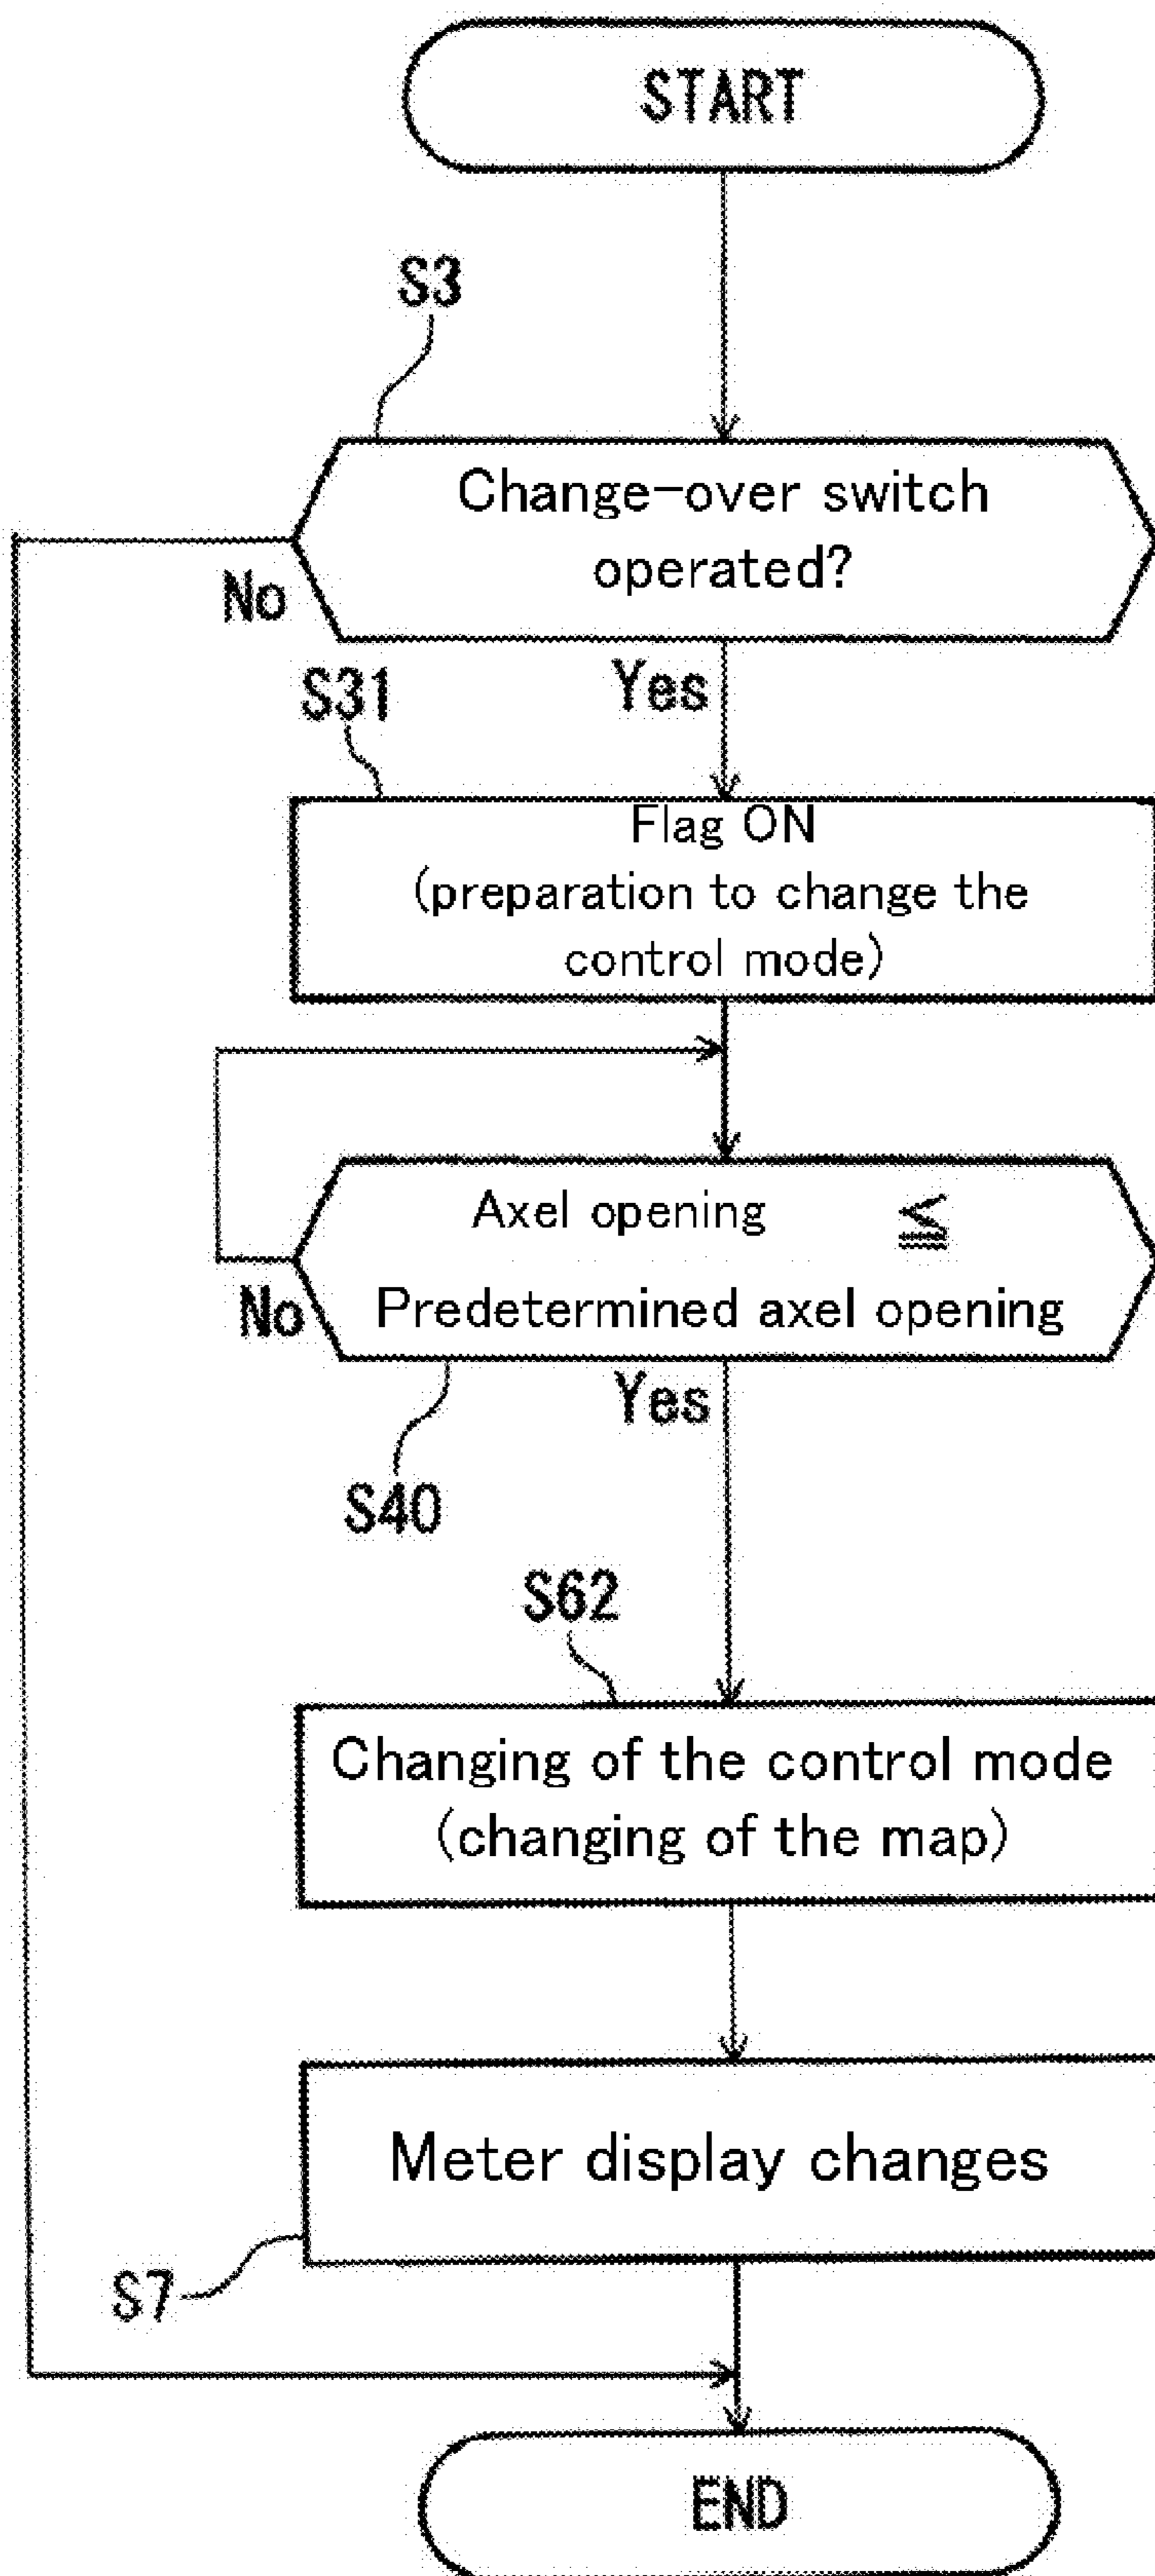 START
S3
Change-over switch
operated?
No
Yes
S31
Flag ON
(preparation to change the
control mode)
Axel opening ≦
Predetermined axel opening
No
Yes
S40
S62
Changing of the control mode
(changing of the map)
Meter display changes
S7
END